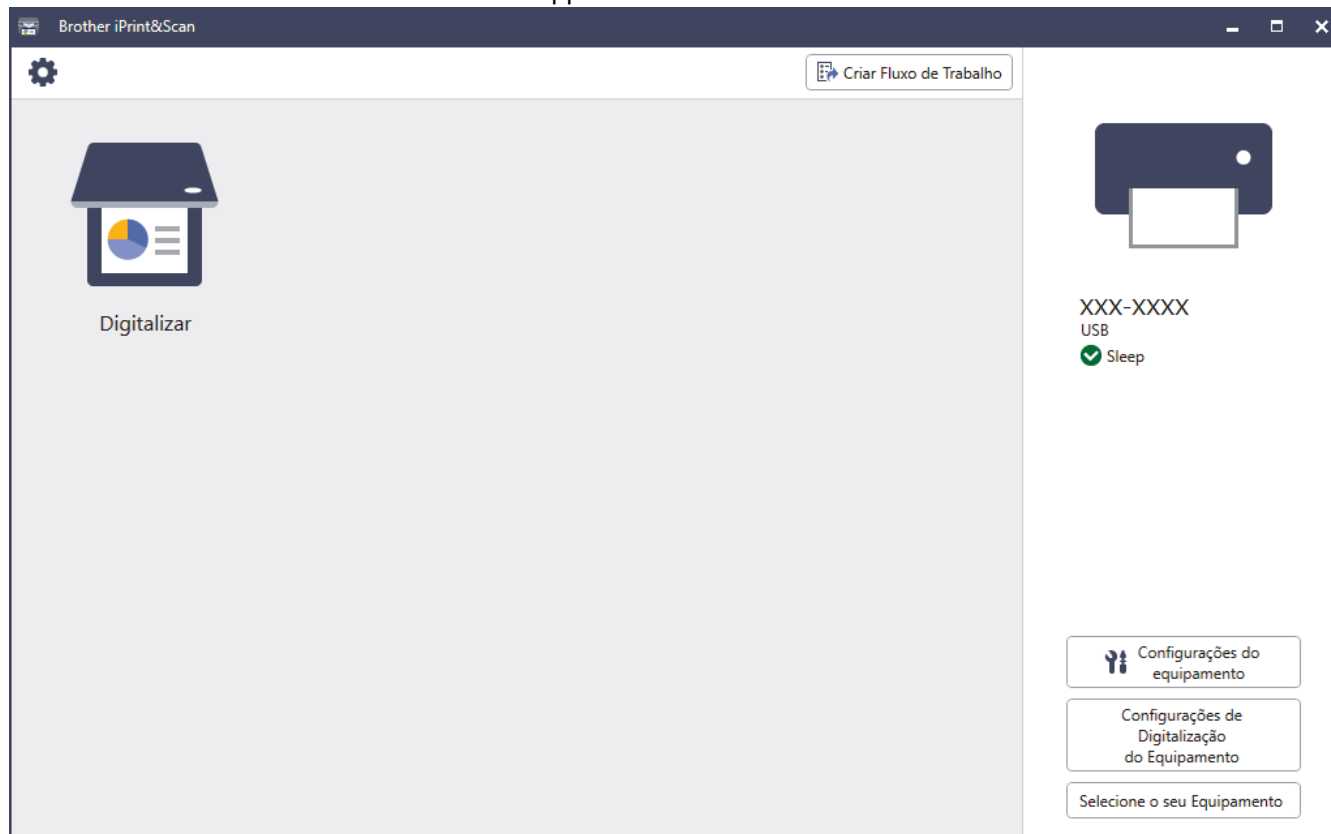 Brother iPrint&Scan
Criar Fluxo de Trabalho
Digitalizar
XXX-XXXX
USB
Sleep
Configurações do
equipamento
Configurações de
Digitalização
do Equipamento
Selecione o seu Equipamento